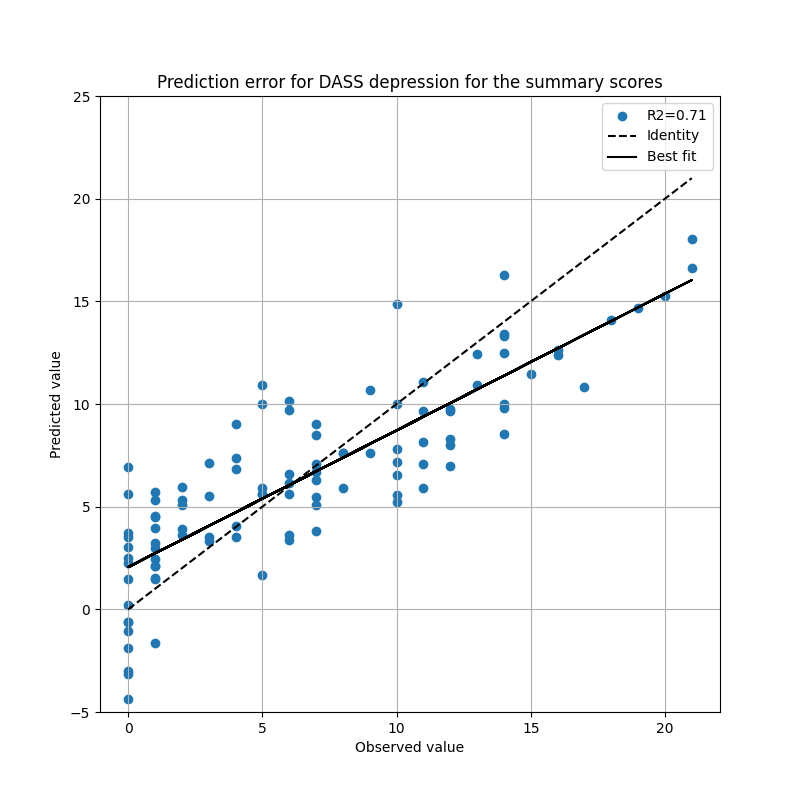 Prediction error for DASS depression for the summary scores
R2=0.71
Identity
Best fit
25
20
15
10
5
0
−5
Predicted value
0 5 10 15 20
Observed value